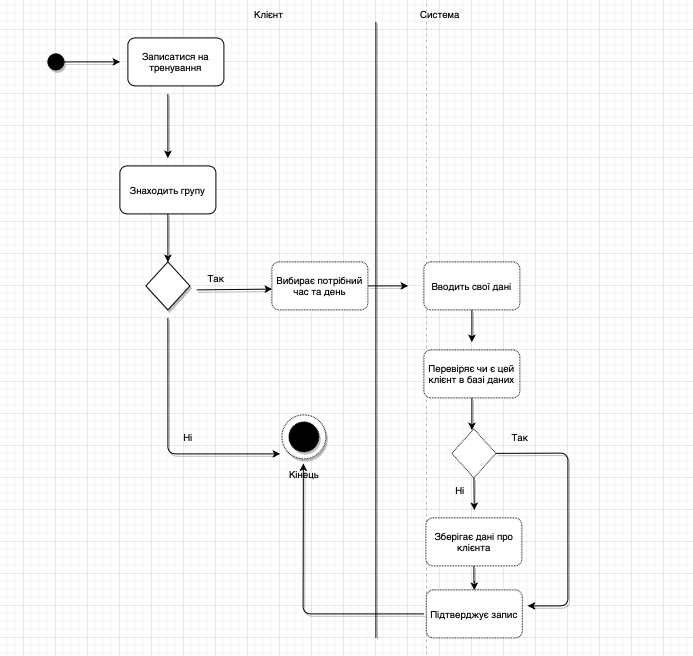 Клієнт
Система
Записатися на
тренування
Знаходить групу
Так
Вибирає потрібний
час та день
Вводить свої дані
Перевіряє чи є цей
клієнт в базі даних
Ні
Так
Кінець
Ні
Зберігає дані про
клієнта
Підтверджує запис